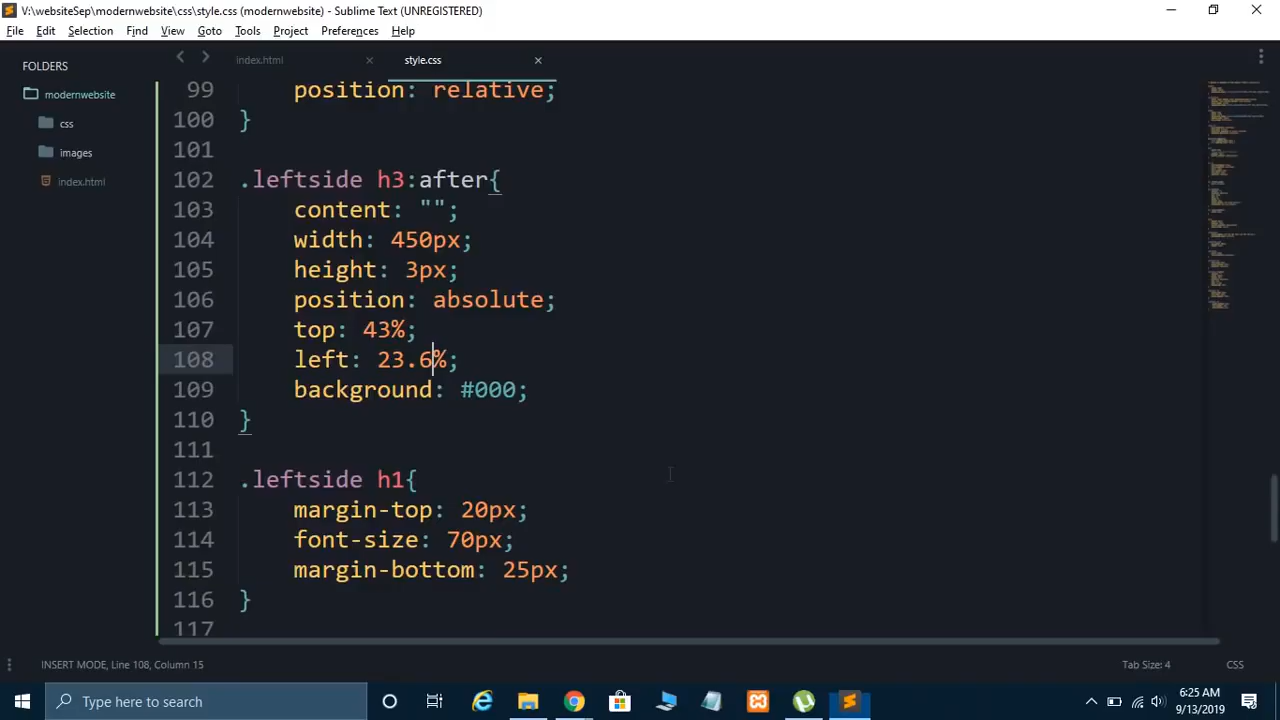 V:\websiteSep\modernwebsite\css\style.css (modernwebsite) - Sublime Text (UNREGISTERED)
File Edit Selection Find View Goto Tools Project Preferences Help
FOLDERS
modernwebsite
css
images
index.html
index.html
style.css
99 position: relative;
100 }
101
102 .leftside h3:after{
103 content: "";
104 width: 450px;
105 height: 3px;
106 position: absolute;
107 top: 43%;
108 left: 23.6%;
109 background: #000;
110 }
111
112 .leftside h1{
113 margin-top: 20px;
114 font-size: 70px;
115 margin-bottom: 25px;
116 }
117
INSERT MODE, Line 108, Column 15
Tab Size: 4
CSS
Type here to search
6:25 AM
9/13/2019